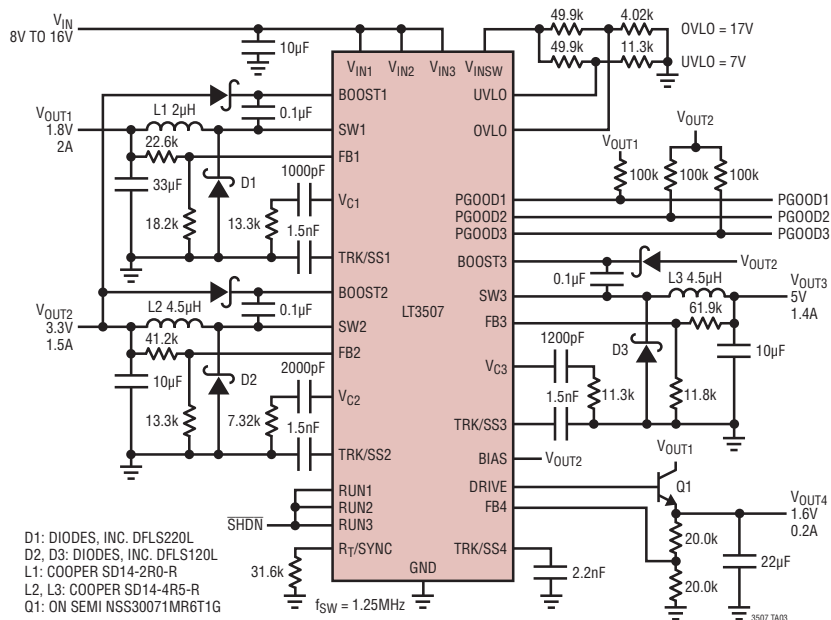 VIN
8V TO 16V
10µF
VIN1
VIN2
VIN3
VINSW
49.9k
4.02k
OVLO = 17V
49.9k
11.3k
UVLO = 7V
BOOST1
UVLO
0.1µF
VOUT1
1.8V
2A
L1 2µH
SW1
OVLO
22.6k
FB1
VOUT1
VOUT2
33µF
D1
1000pF
100k
100k
100k
VC1
PGOOD1
PGOOD1
18.2k
13.3k
PGOOD2
PGOOD2
1.5nF
PGOOD3
PGOOD3
TRK/SS1
BOOST3
VOUT2
0.1µF
BOOST2
LT3507
SW3
L3 4.5µH
VOUT3
5V
1.4A
VOUT2
3.3V
1.5A
L2 4.5µH
0.1µF
SW2
FB3
61.9k
41.2k
FB2
10µF
D2
2000pF
1200pF
D3
10µF
VC2
VC3
13.3k
7.32k
11.3k
11.8k
1.5nF
1.5nF
TRK/SS2
TRK/SS3
BIAS
VOUT2
VOUT1
RUN1
DRIVE
Q1
SHDN
RUN2
FB4
VOUT4
1.6V
0.2A
RUN3
20.0k
22µF
RT/SYNC
TRK/SS4
GND
20.0k
31.6k
2.2nF
fSW = 1.25MHz
D1: DIODES, INC. DFLS220L
D2, D3: DIODES, INC. DFLS120L
L1: COOPER SD14-2R0-R
L2, L3: COOPER SD14-4R5-R
Q1: ON SEMI NSS30071MR6T1G
3507 TA03